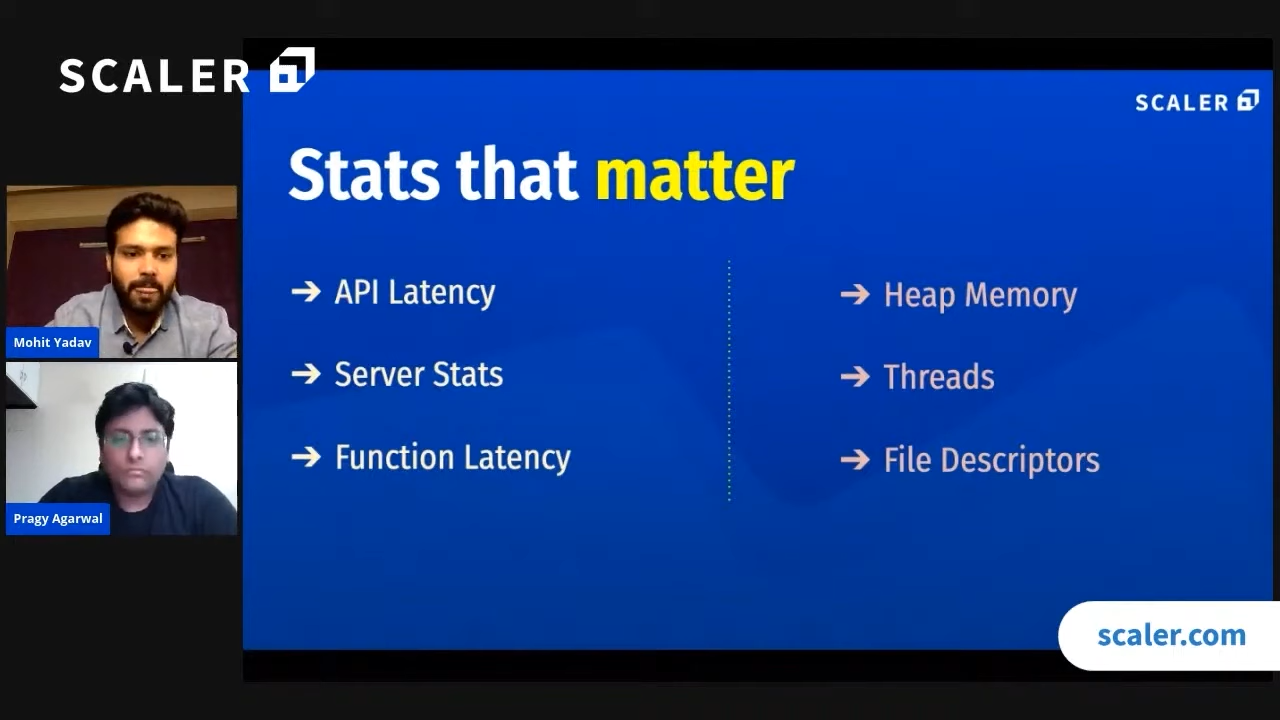 SCALER
SCALER
Stats that matter
→ API Latency
→ Server Stats
→ Function Latency
→ Heap Memory
→ Threads
→ File Descriptors
Mohit Yadav
Pragy Agarwal
scaler.com